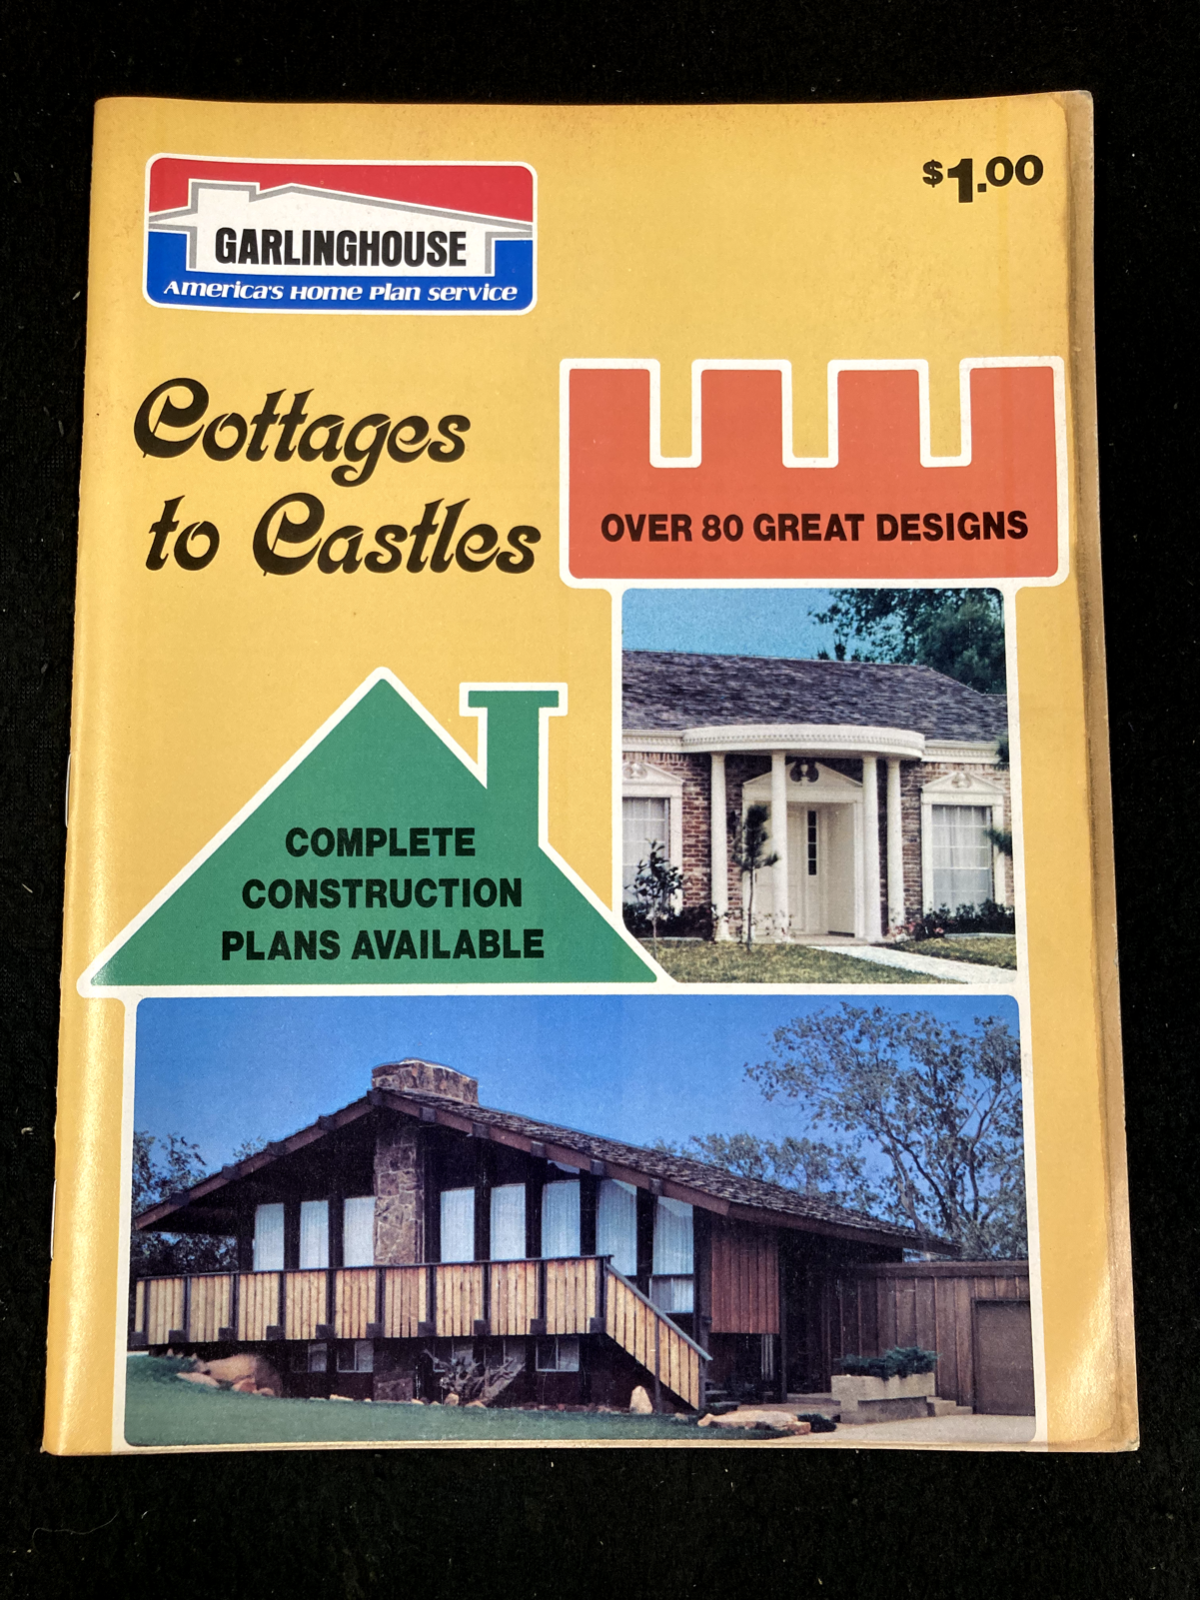 $1.00
GARLINGHOUSE
America's Home Plan Service
Cottages
to Castles
OVER 80 GREAT DESIGNS
COMPLETE
CONSTRUCTION
PLANS AVAILABLE